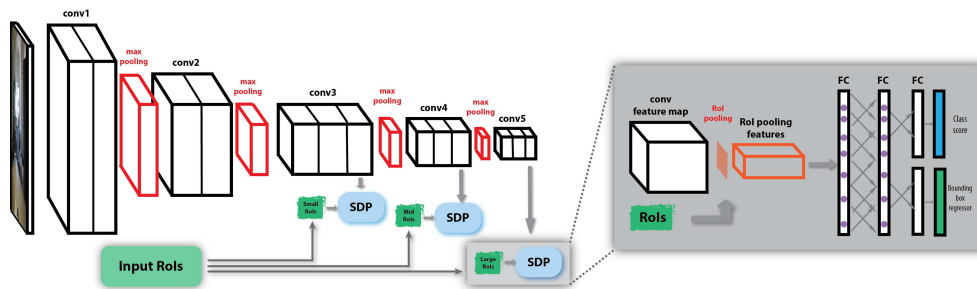 conv1
max
pooling
conv2
max
pooling
conv3
max
pooling
conv4
max
pooling
conv5
Small
RoIs
SDP
Mid
RoIs
SDP
Large
RoIs
SDP
Input RoIs
conv
feature map
RoI
pooling
RoI pooling
features
RoIs
FC
FC
FC
Class
score
Bounding
box
regressor